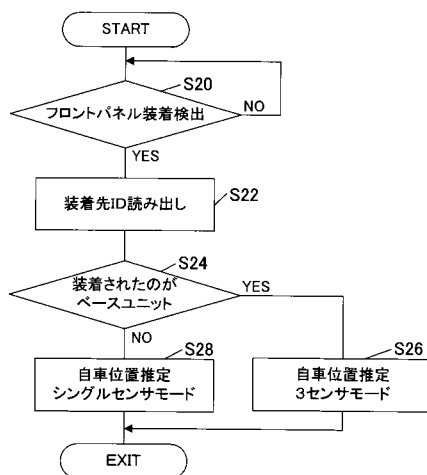 START
S20
フロントパネル装着検出
NO
YES
S22
装着先ID読み出し
S24
装着されたのが
ベースユニット
YES
NO
S28
自車位置推定
シングルセンサモード
S26
自車位置推定
3センサモード
EXIT